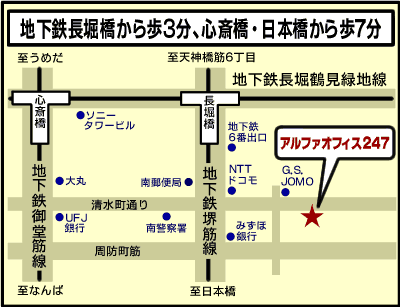 地下鉄長堀橋から歩3分、心斎橋・日本橋から歩7分
至うめだ
至天神橋筋6丁目
地下鉄長堀鶴見緑地線
心斎橋
長堀橋
ソニー
タワービル
地下鉄
6番出口
アルファオフィス247
大丸
南郵便局
NTT
ドコモ
G.S.
JOMO
地下鉄御堂筋線
地下鉄堺筋線
清水町通り
UFJ
銀行
南警察署
みずほ
銀行
周防町筋
至なんば
至日本橋